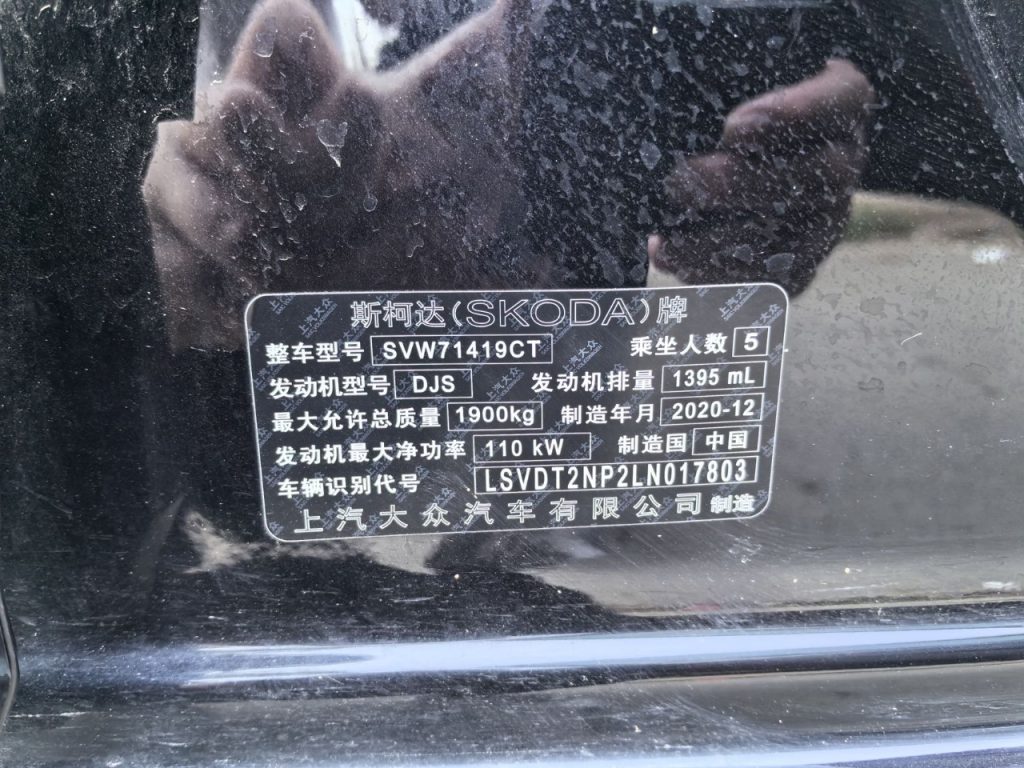 斯柯达(SKODA)牌
整车型号 SVW71419CT 乘坐人数 5
发动机型号 DJS 发动机排量 1395 mL
最大允许总质量 1900kg 制造年月 2020-12
发动机最大净功率 110 kW 制造国 中国
车辆识别代号 LSVDT2NP2LN017803
上汽大众汽车有限公司 制造